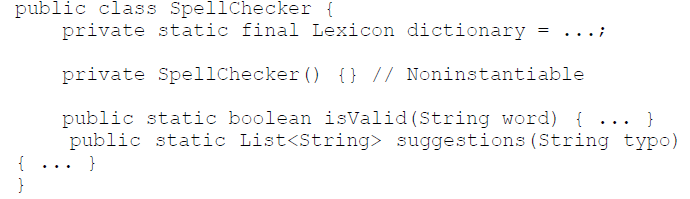 public class SpellChecker {
    private static final Lexicon dictionary = ...;

    private SpellChecker() {} // Noninstantiable

    public static boolean isValid(String word) { ... }
     public static List<String> suggestions(String typo)
{ ... }
}